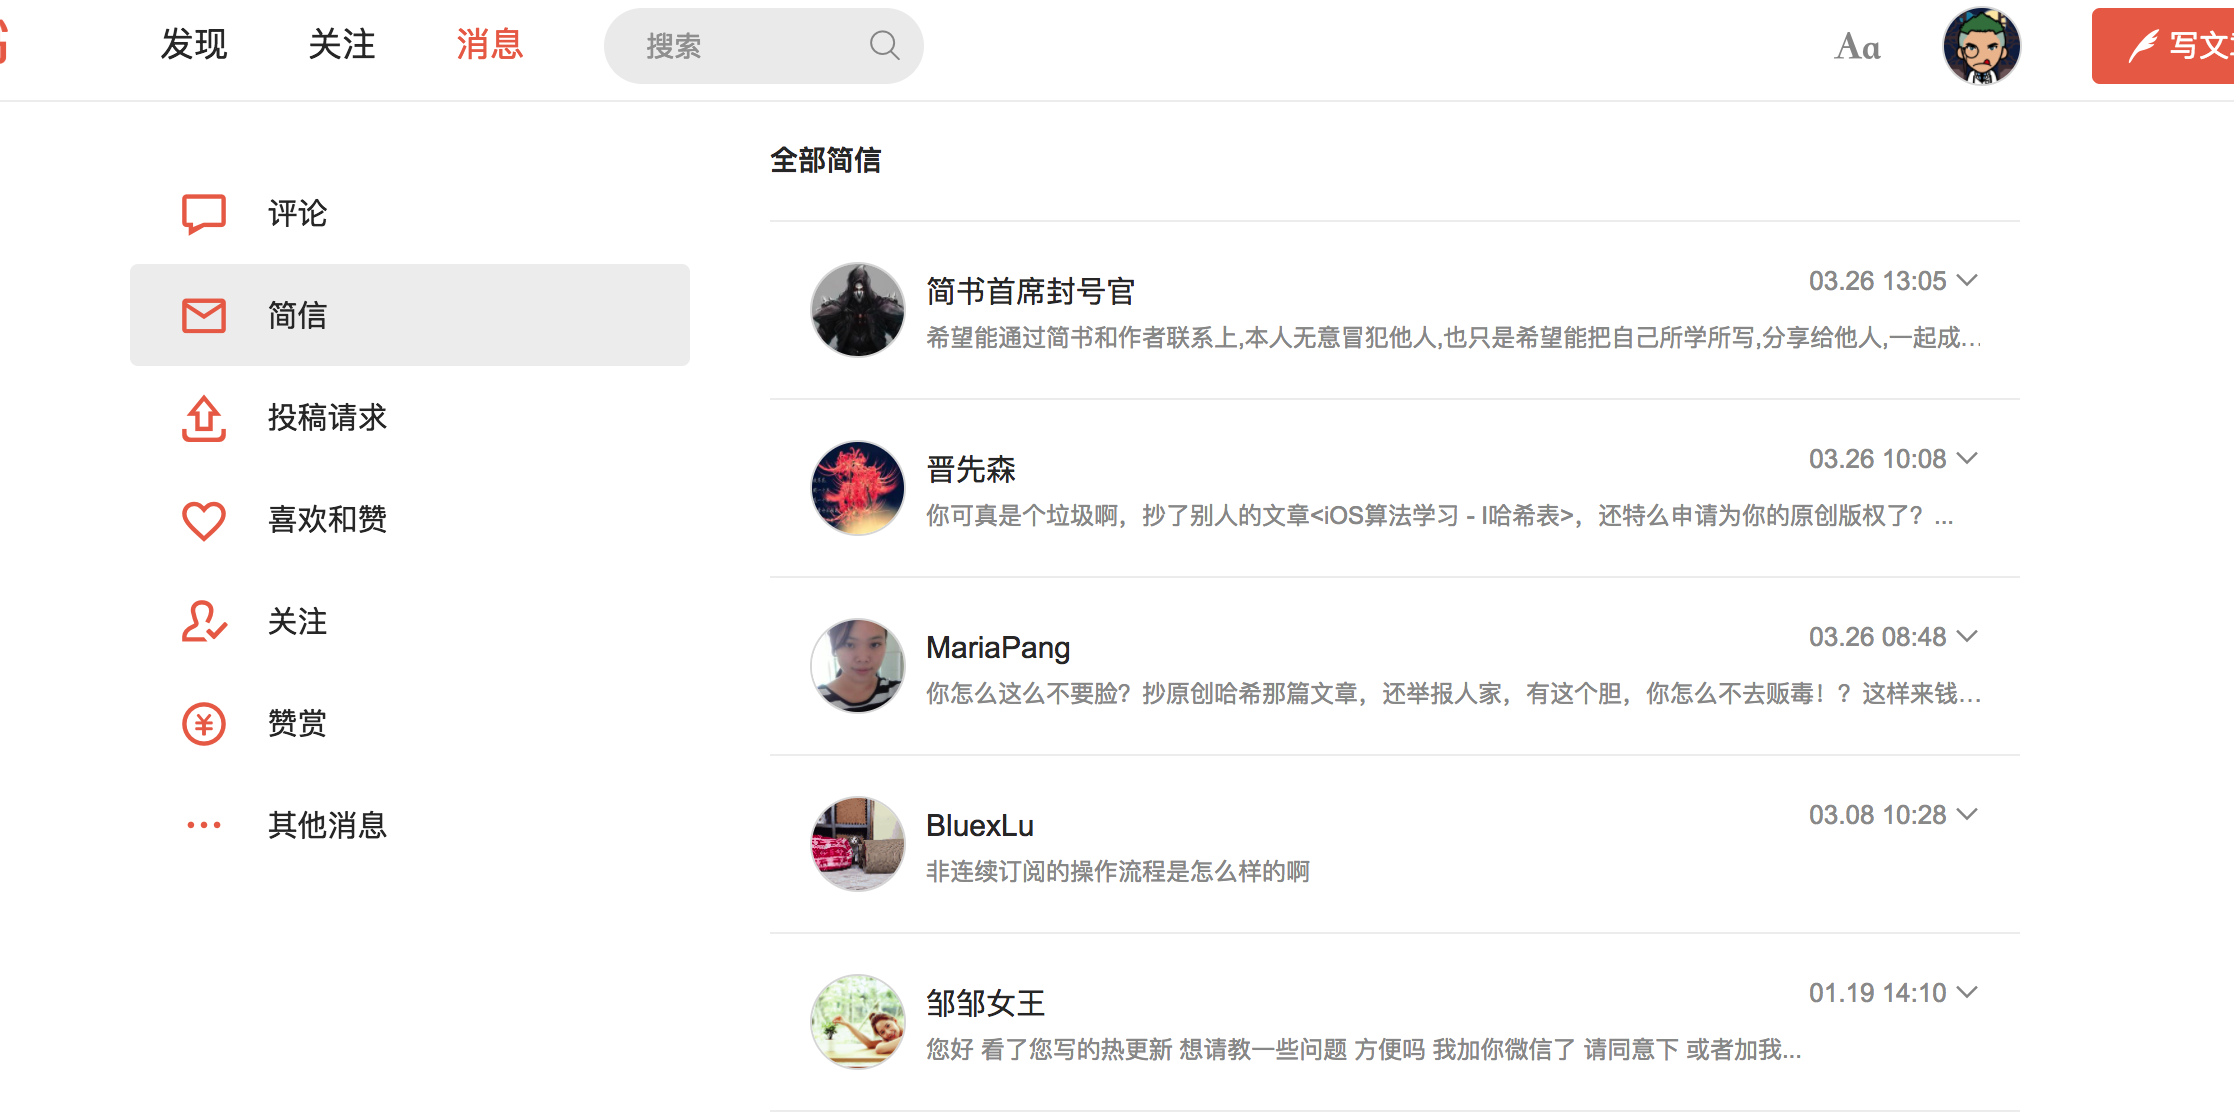 发现
关注
消息
搜索
Aa
写文
全部简信
评论
简信
投稿请求
喜欢和赞
关注
赞赏
其他消息
简书首席封号官
03.26 13:05
希望能通过简书和作者联系上,本人无意冒犯他人,也只是希望能把自己所学所写,分享给他人,一起成...
晋先森
03.26 10:08
你可真是个垃圾啊，抄了别人的文章<iOS算法学习 - l哈希表>，还特么申请为你的原创版权了？...
MariaPang
03.26 08:48
你怎么这么不要脸？抄原创哈希那篇文章，还举报人家，有这个胆，你怎么不去贩毒！？这样来钱...
BluexLu
03.08 10:28
非连续订阅的操作流程是怎么样的啊
邹邹女王
01.19 14:10
您好 看了您写的热更新 想请教一些问题 方便吗 我加你微信了 请同意下 或者加我...